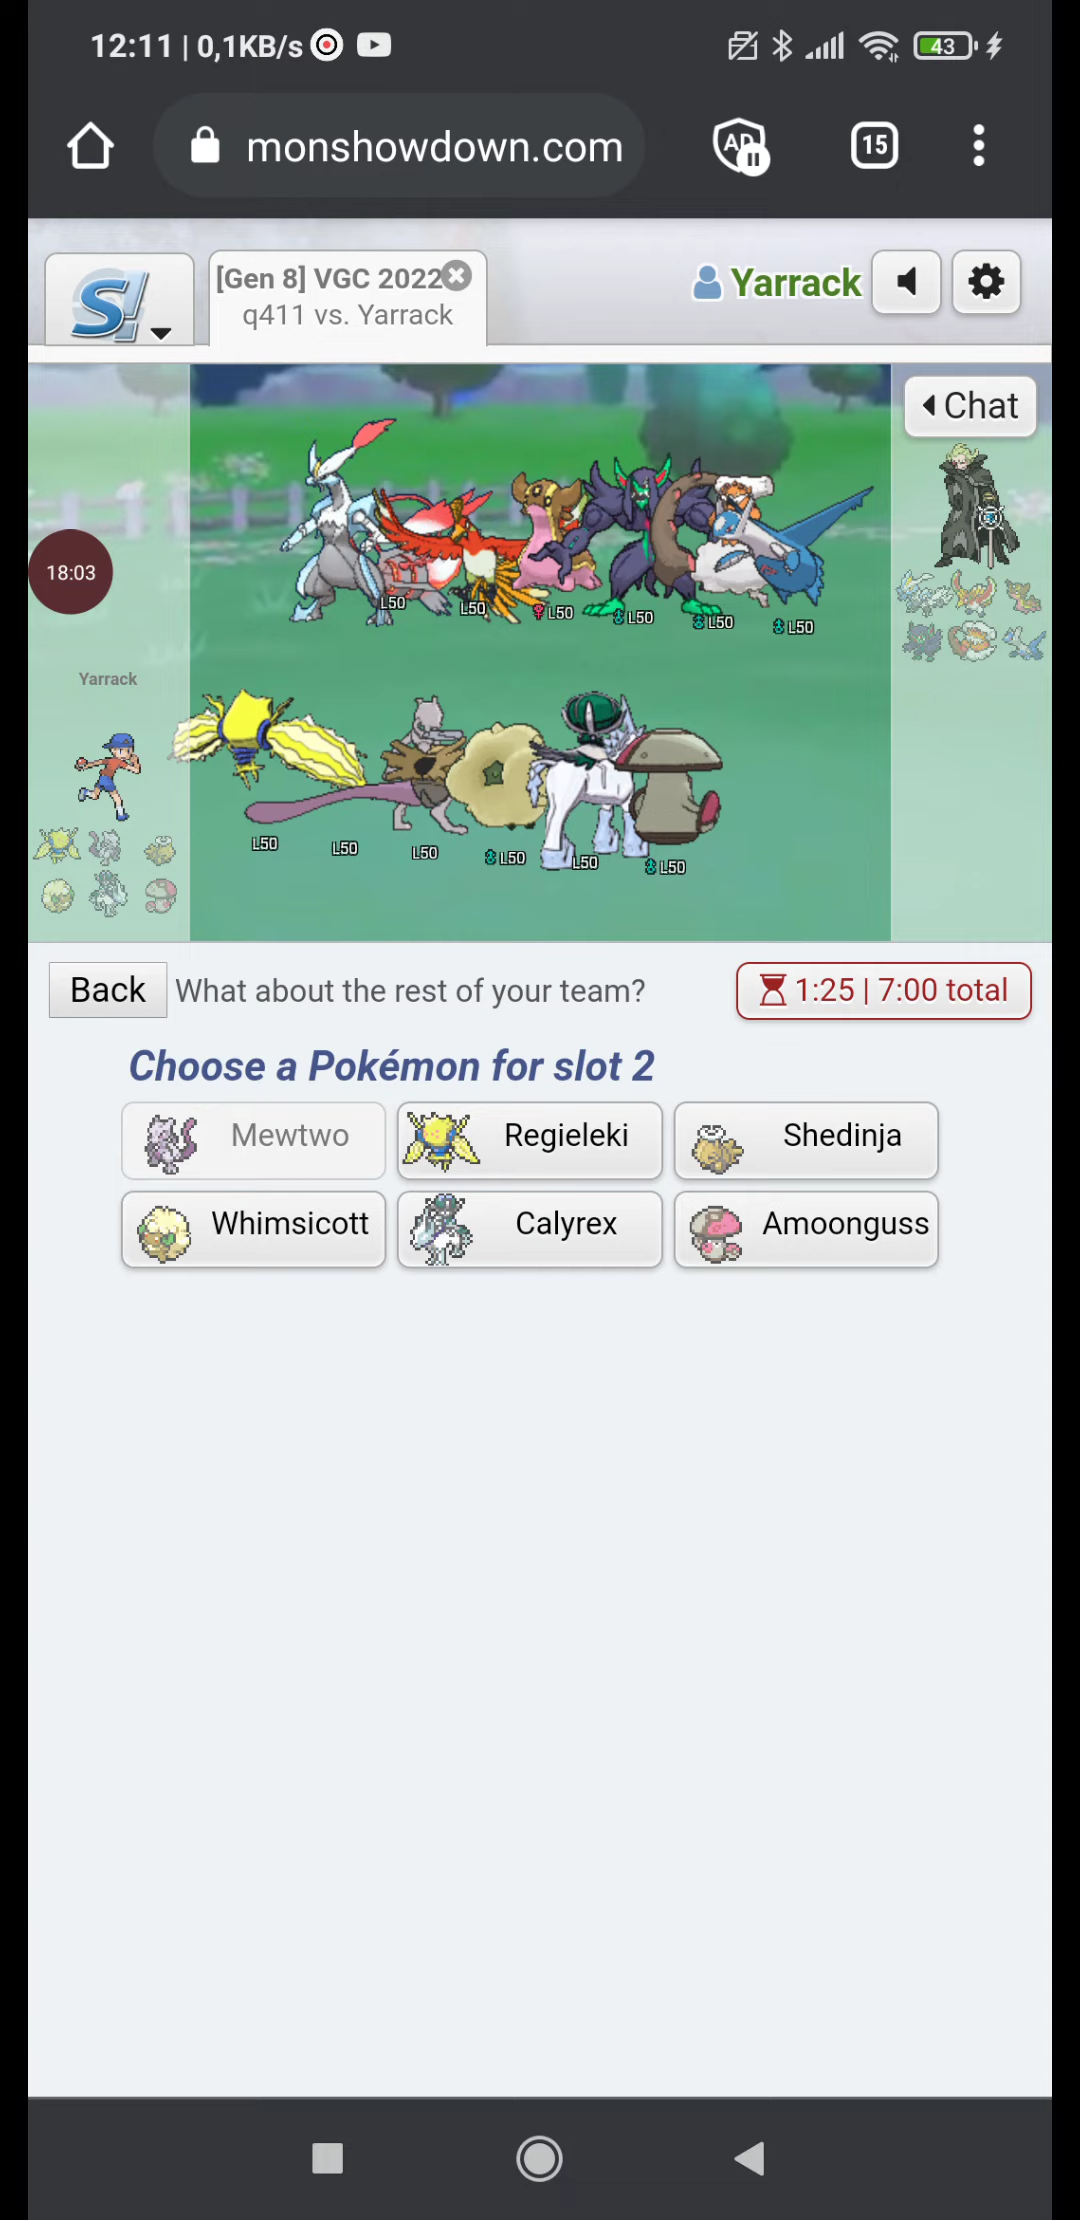 12:11 | 0,1KB/s
43
monshowdown.com
AD
15
S!
[Gen 8] VGC 2022
q411 vs. Yarrack
Yarrack
Chat
18:03
L50 L50 L50 L50 L50 L50
Yarrack
L50 L50 L50 L50 L50 L50
Back What about the rest of your team? 1:25 | 7:00 total
Choose a Pokémon for slot 2
Mewtwo Regieleki Shedinja
Whimsicott Calyrex Amoonguss